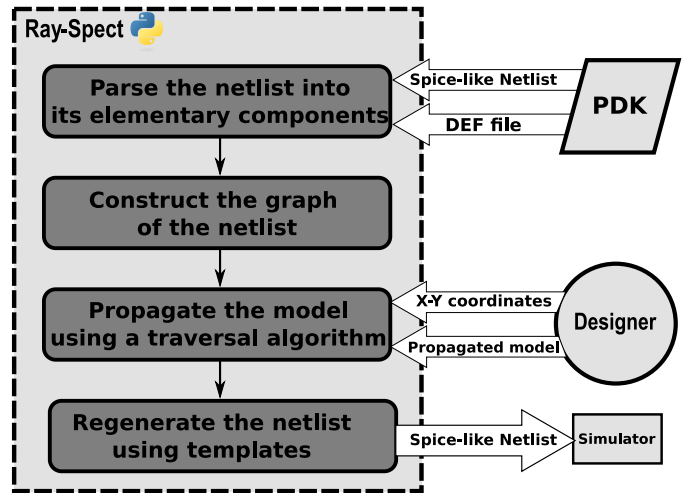 Ray-Spect
Parse the netlist into
its elementary components
Spice-like Netlist
DEF file
PDK
Construct the graph
of the netlist
Propagate the model
using a traversal algorithm
X-Y coordinates
Propagated model
Designer
Regenerate the netlist
using templates
Spice-like Netlist
Simulator